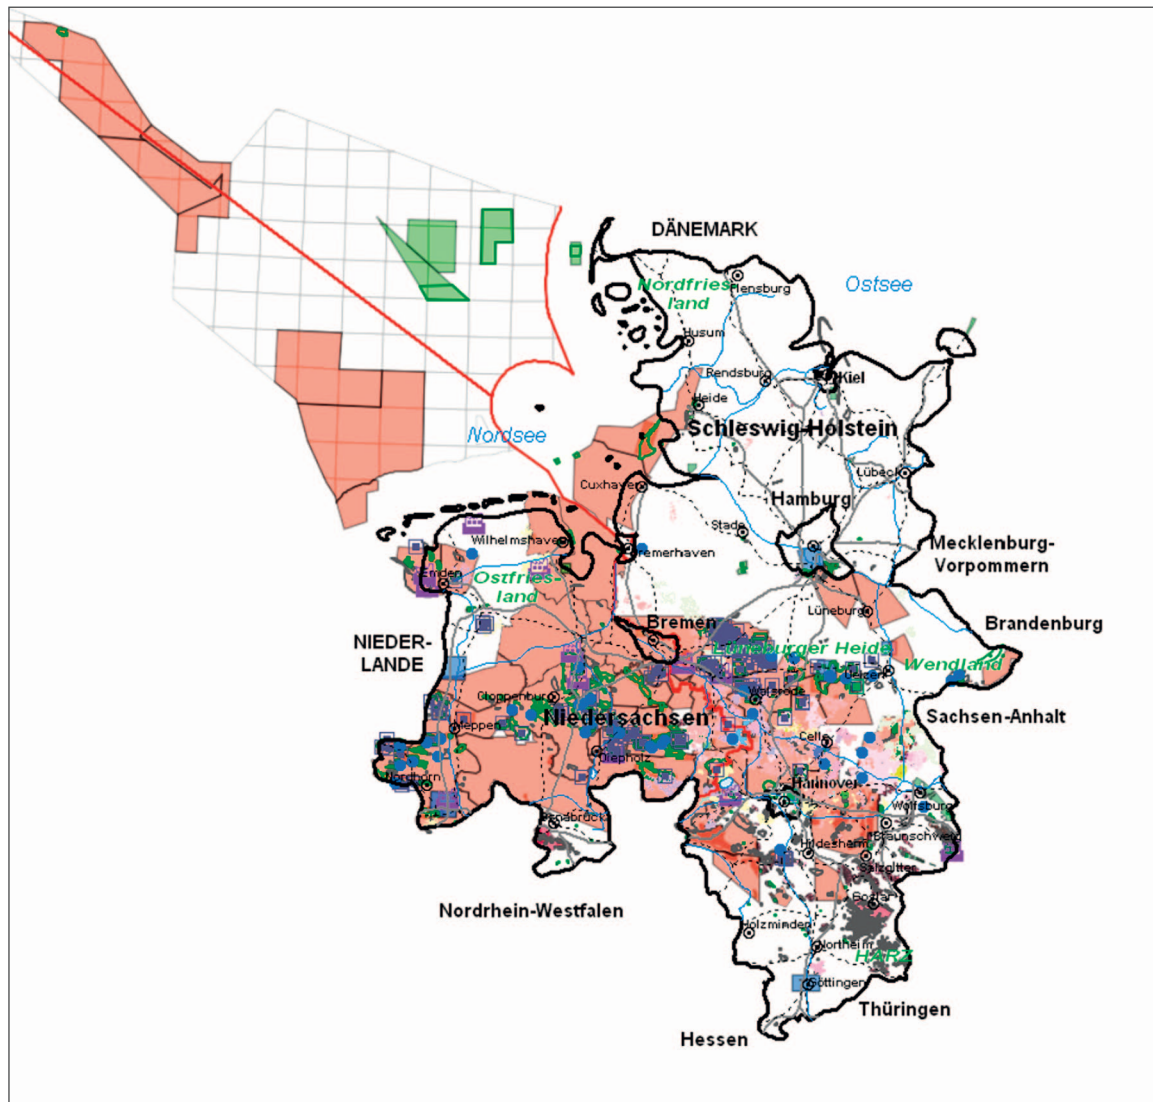 DÄNEMARK
Nordfries-
land
Flensburg
Ostsee
Husum
Rendsburg
Kiel
Heide
Schleswig-Holstein
Nordsee
Lübeck
Cuxhaven
Hamburg
Stade
Wilhelmshaven
Bremerhaven
Mecklenburg-
Vorpommern
Emden
Ostfries-
land
Lüneburg
Bremen
Brandenburg
NIEDER-
LANDE
Lüneburger Heide
Wendland
Uelzen
Cloppenburg
Walsrode
Niedersachsen
Sachsen-Anhalt
Meppen
Celle
Diepholz
Nordhorn
Hannover
Wolfsburg
Osnabrück
Braunschweig
Hildesheim
Salzgitter
Goslar
Nordrhein-Westfalen
Holzminden
Northeim
HARZ
Göttingen
Thüringen
Hessen